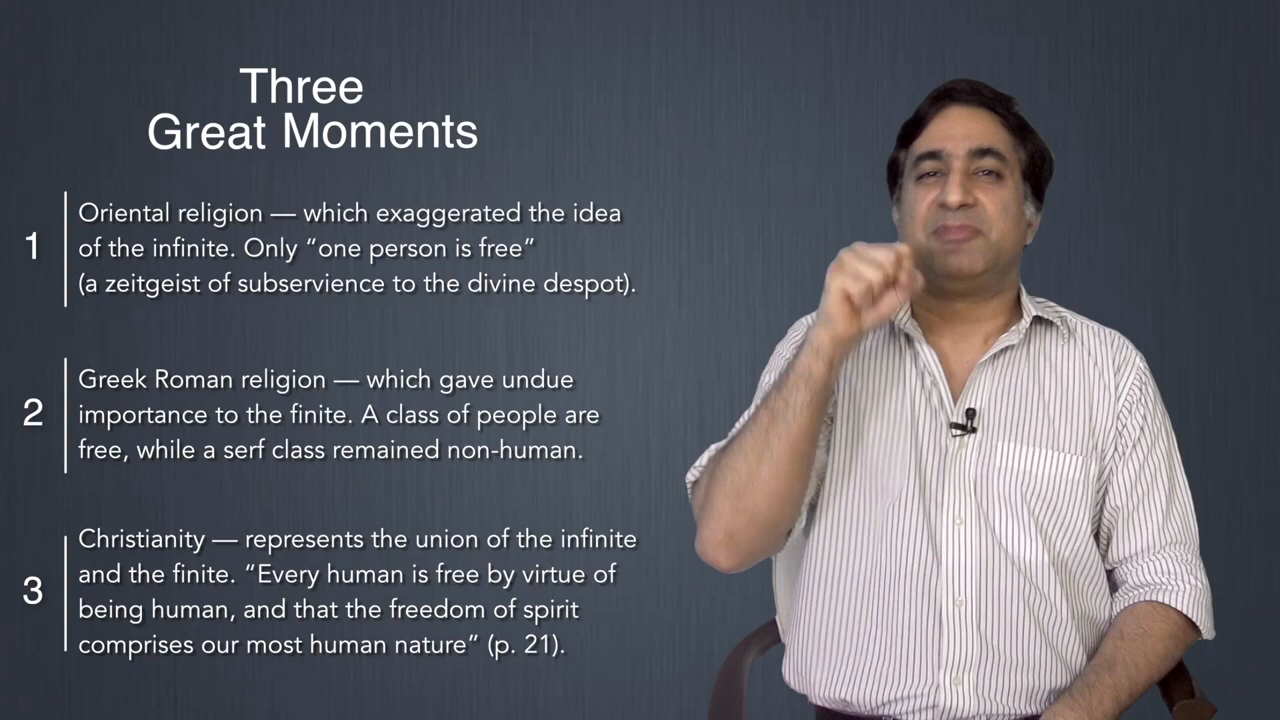 Three
Great Moments
1
Oriental religion — which exaggerated the idea
of the infinite. Only “one person is free”
(a zeitgeist of subservience to the divine despot).
2
Greek Roman religion — which gave undue
importance to the finite. A class of people are
free, while a serf class remained non-human.
3
Christianity — represents the union of the infinite
and the finite. “Every human is free by virtue of
being human, and that the freedom of spirit
comprises our most human nature” (p. 21).